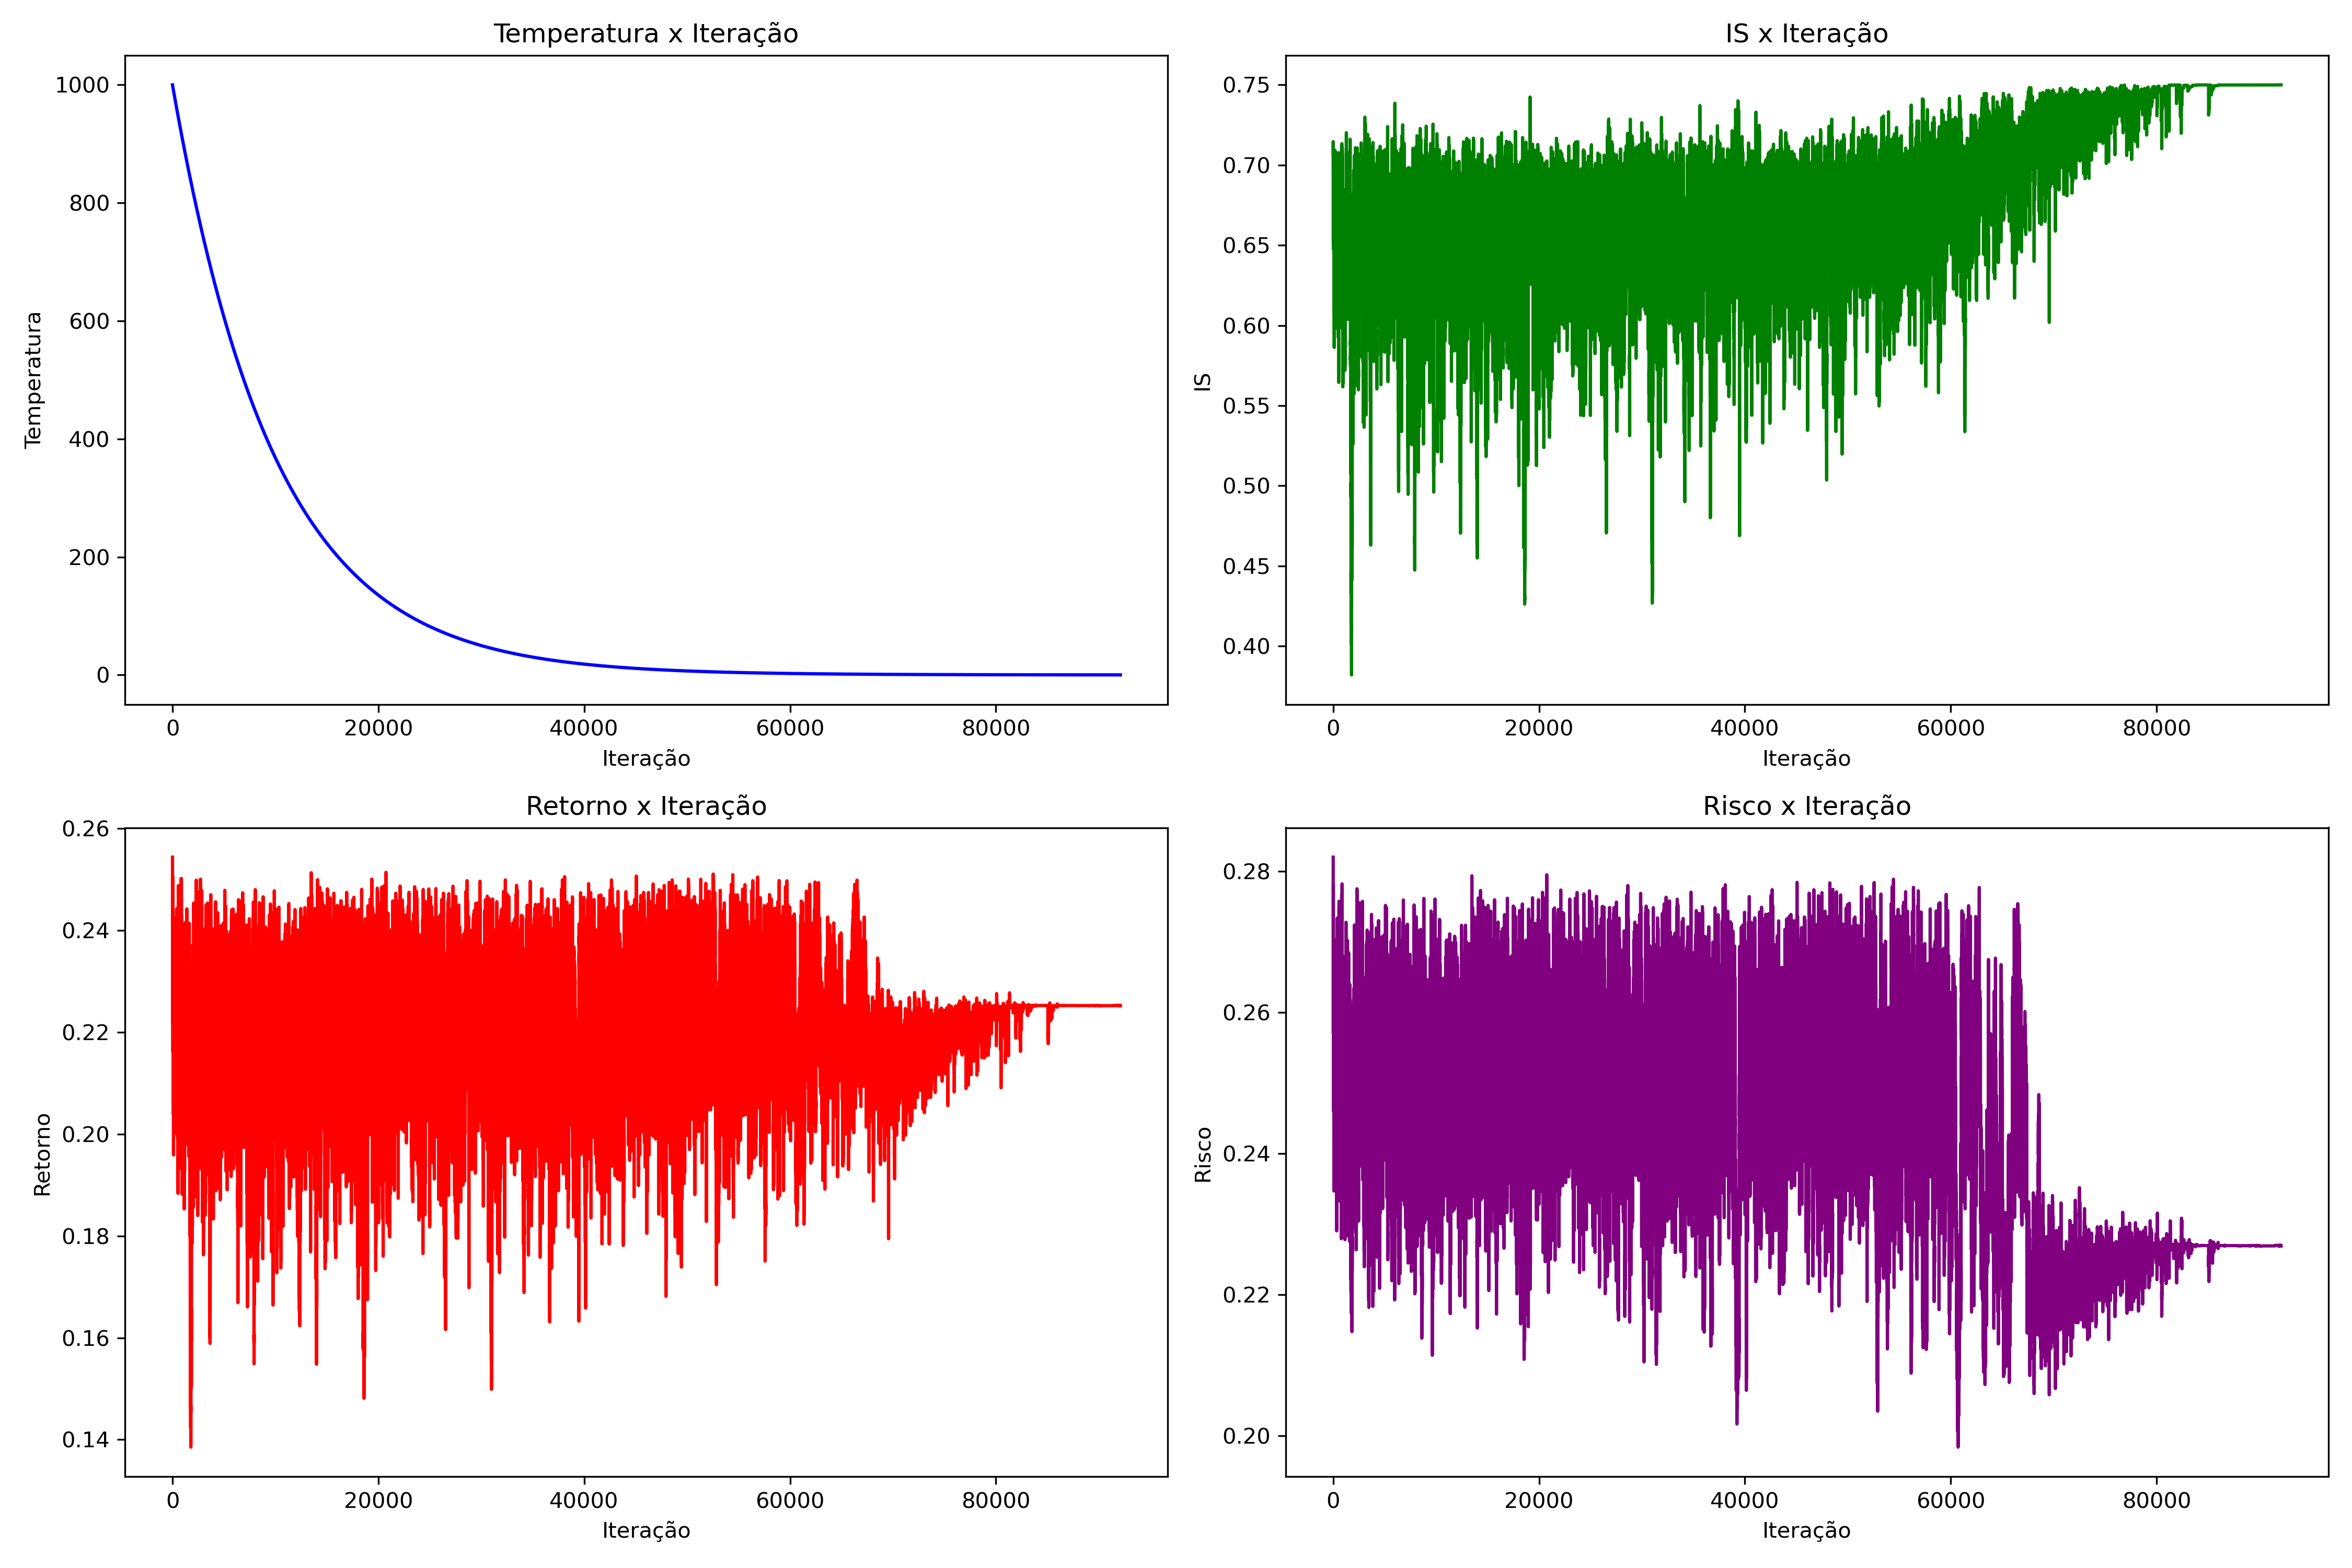 Temperatura x Iteração
1000
800
600
400
200
0
Temperatura
0 20000 40000 60000 80000
Iteração
IS x Iteração
0.75
0.70
0.65
0.60
0.55
0.50
0.45
0.40
IS
0 20000 40000 60000 80000
Iteração
Retorno x Iteração
0.26
0.24
0.22
0.20
0.18
0.16
0.14
Retorno
0 20000 40000 60000 80000
Iteração
Risco x Iteração
0.28
0.26
0.24
0.22
0.20
Risco
0 20000 40000 60000 80000
Iteração